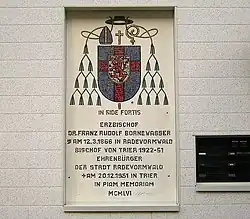 IN FIDE FORTIS
ERZBISCHOF
DR. FRANZ RUDOLF BORNEWASSER
* AM 12.3.1866 IN RADEVORMWALD
BISCHOF VON TRIER 1922-51
EHRENBÜRGER
DER STADT RADEVORMWALD
+ AM 20.12.1951 IN TRIER
IN PIAM MEMORIAM
MCMLVI